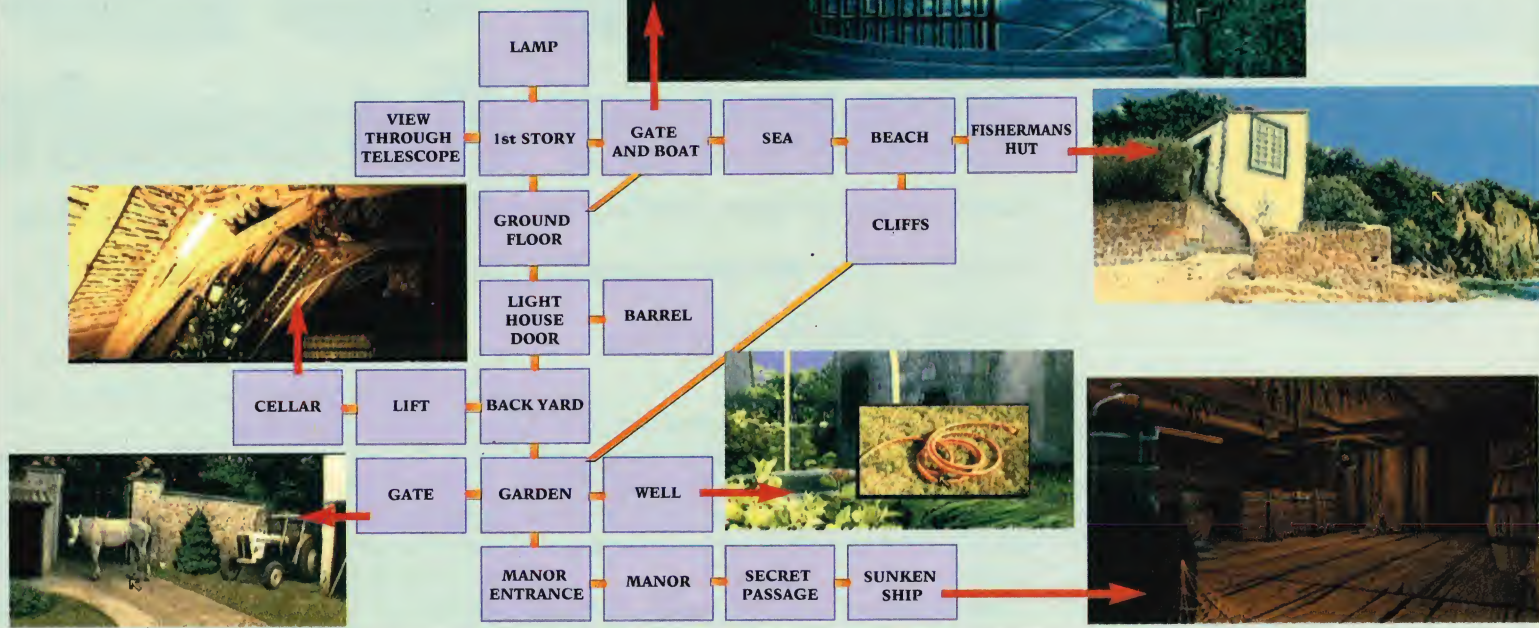 LAMP
VIEW
THROUGH
TELESCOPE
1st STORY
GATE
AND BOAT
SEA
BEACH
FISHERMANS
HUT
GROUND
FLOOR
CLIFFS
LIGHT
HOUSE
DOOR
BARREL
CELLAR
LIFT
BACK YARD
GATE
GARDEN
WELL
MANOR
ENTRANCE
MANOR
SECRET
PASSAGE
SUNKEN
SHIP